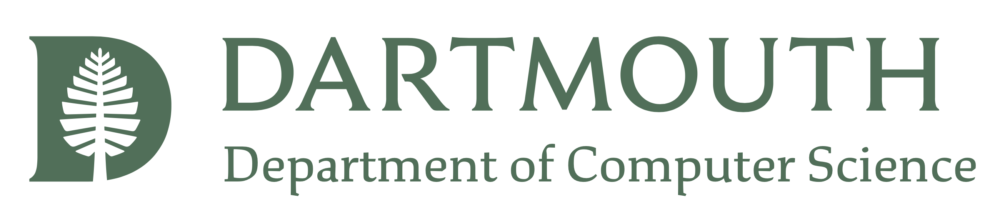 DARTMOUTH
Department of Computer Science